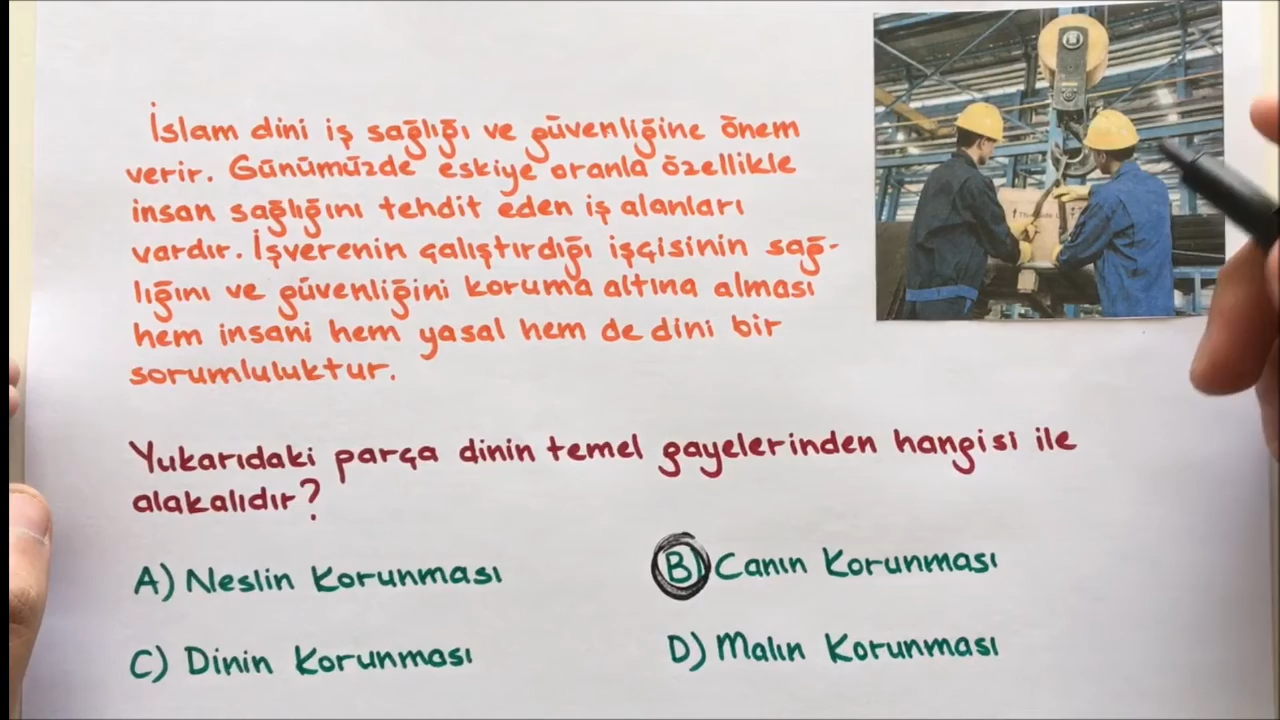 İslam dini iş sağlığı ve güvenliğine önem
verir. Günümüzde eskiye oranla özellikle
insan sağlığını tehdit eden iş alanları
vardır. İşverenin çalıştırdığı işçisinin sağ-
lığını ve güvenliğini koruma altına alması
hem insani hem yasal hem de dini bir
sorumluluktur.
Yukarıdaki parça dinin temel gayelerinden hangisi ile
alakalıdır?
A) Neslin Korunması
B) Canın Korunması
C) Dinin Korunması
D) Malın Korunması